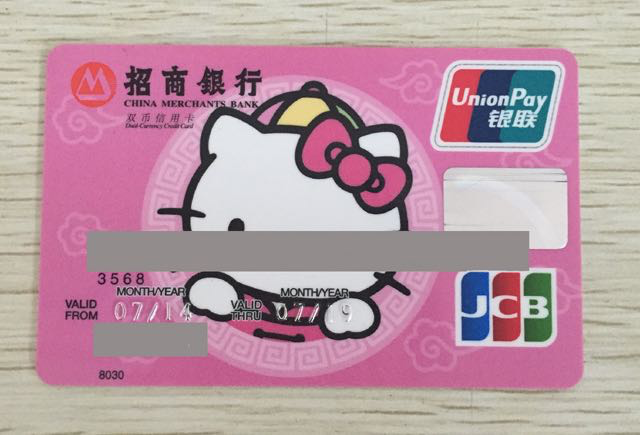 招商银行
CHINA MERCHANTS BANK
双币信用卡
Dual-Currency Credit Card
UnionPay
银联
3568
MONTH/YEAR MONTH/YEAR
VALID FROM 07/14 VALID THRU 07/19
JCB
8030